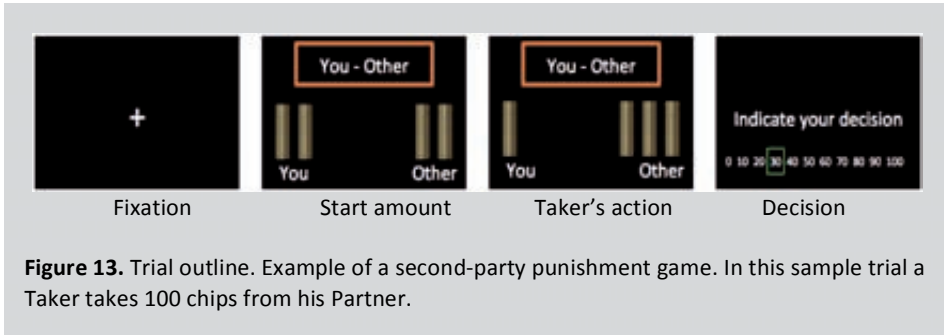 You - Other
You - Other
+
Indicate your decision
0 10 20 30 40 50 60 70 80 90 100
You Other
You Other
Fixation Start amount Taker's action Decision
Figure 13. Trial outline. Example of a second-party punishment game. In this sample trial a
Taker takes 100 chips from his Partner.